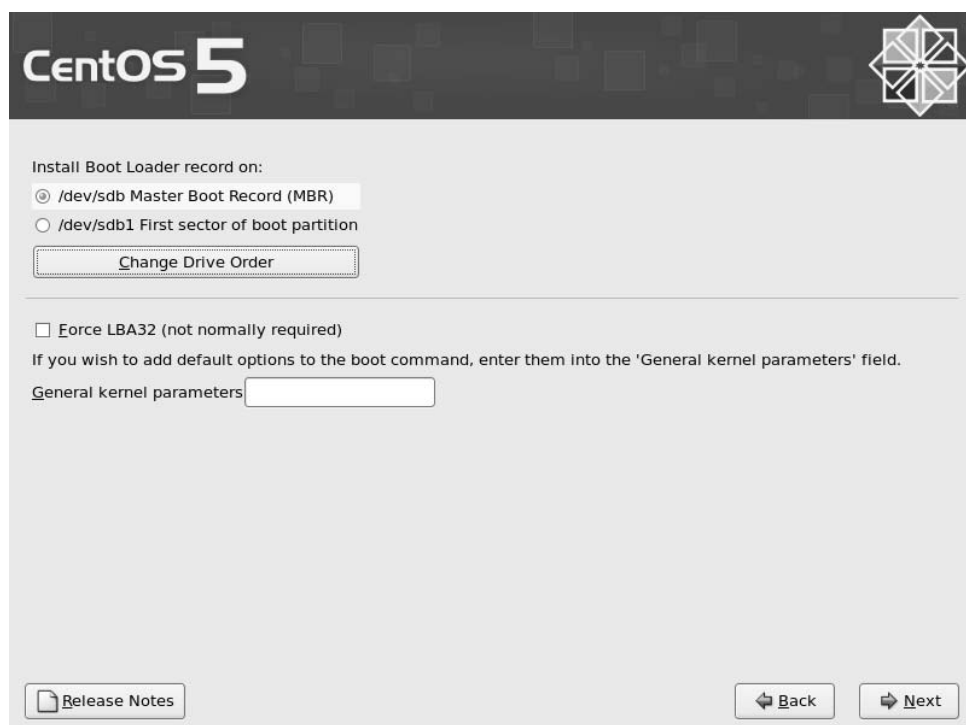 CentOS 5
Install Boot Loader record on:
/dev/sdb Master Boot Record (MBR)
/dev/sdb1 First sector of boot partition
Change Drive Order
Force LBA32 (not normally required)
If you wish to add default options to the boot command, enter them into the 'General kernel parameters' field.
General kernel parameters
Release Notes
Back
Next